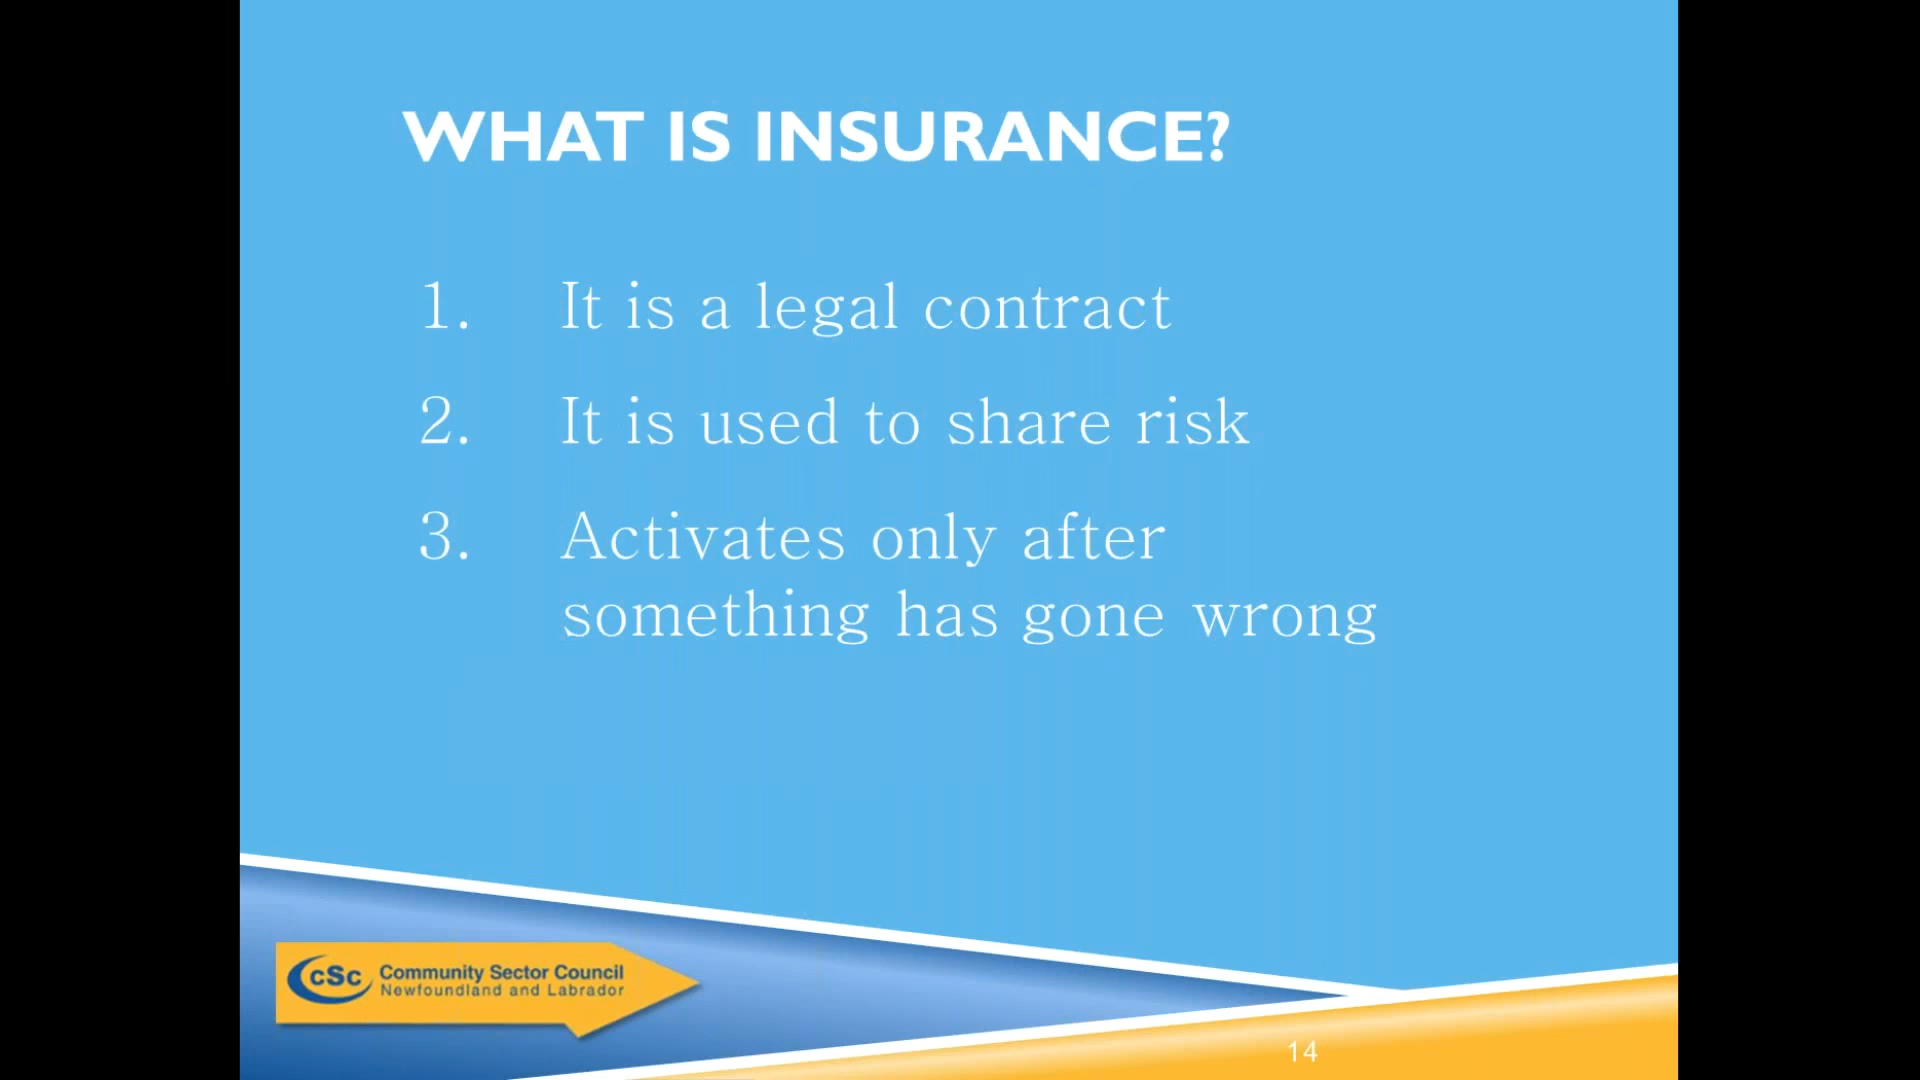 WHAT IS INSURANCE?
1. It is a legal contract
2. It is used to share risk
3. Activates only after
something has gone wrong
cSc Community Sector Council
Newfoundland and Labrador
14